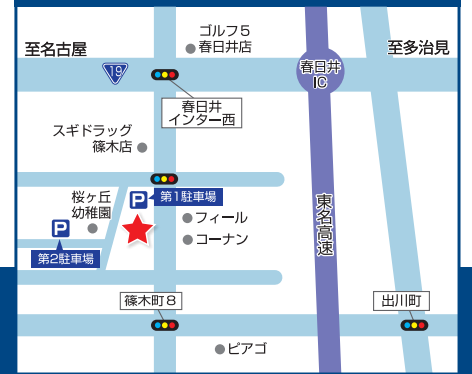 ゴルフ5
春日井店
至名古屋
至多治見
19
春日井
IC
春日井
インター西
スギドラッグ
篠木店
桜ヶ丘
幼稚園
P
第1駐車場
P
第2駐車場
フィール
コーナン
東名高速
篠木町8
出川町
ピアゴ